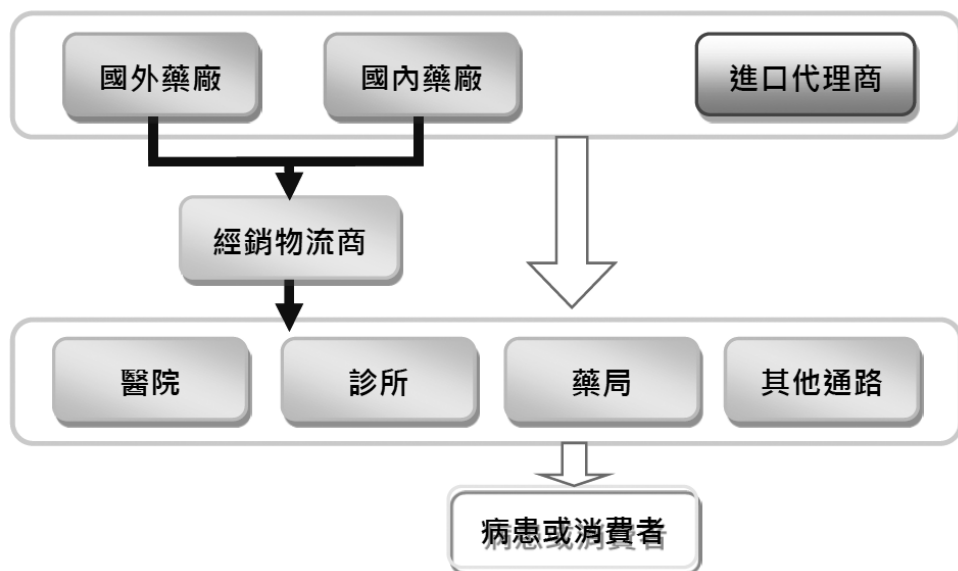 國外藥廠
國內藥廠
進口代理商
經銷物流商
醫院
診所
藥局
其他通路
病患或消費者